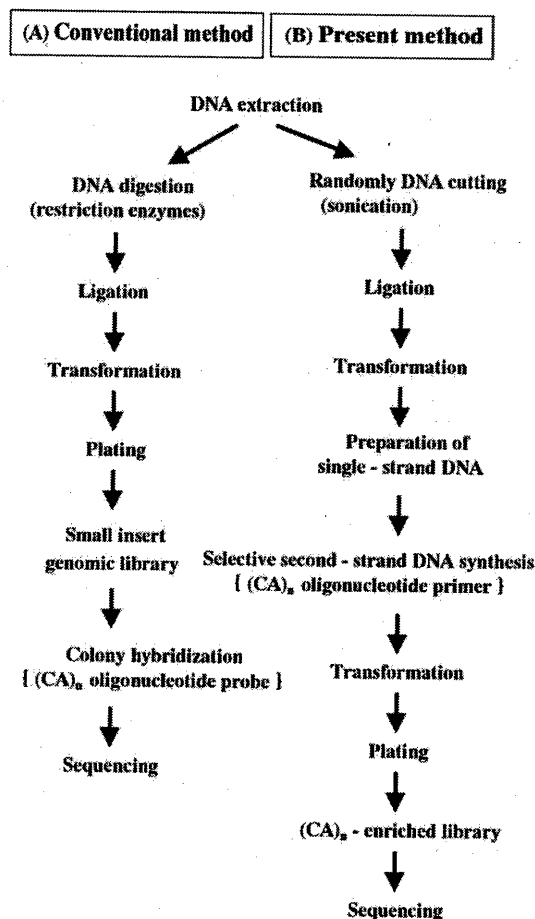 (A) Conventional method
(B) Present method
DNA extraction
DNA digestion
(restriction enzymes)
Ligation
Transformation
Plating
Small insert
genomic library
Colony hybridization
{ (CA)n oligonucleotide probe }
Sequencing
Randomly DNA cutting
(sonication)
Ligation
Transformation
Preparation of
single - strand DNA
Selective second - strand DNA synthesis
{ (CA)n oligonucleotide primer }
Transformation
Plating
(CA)n - enriched library
Sequencing